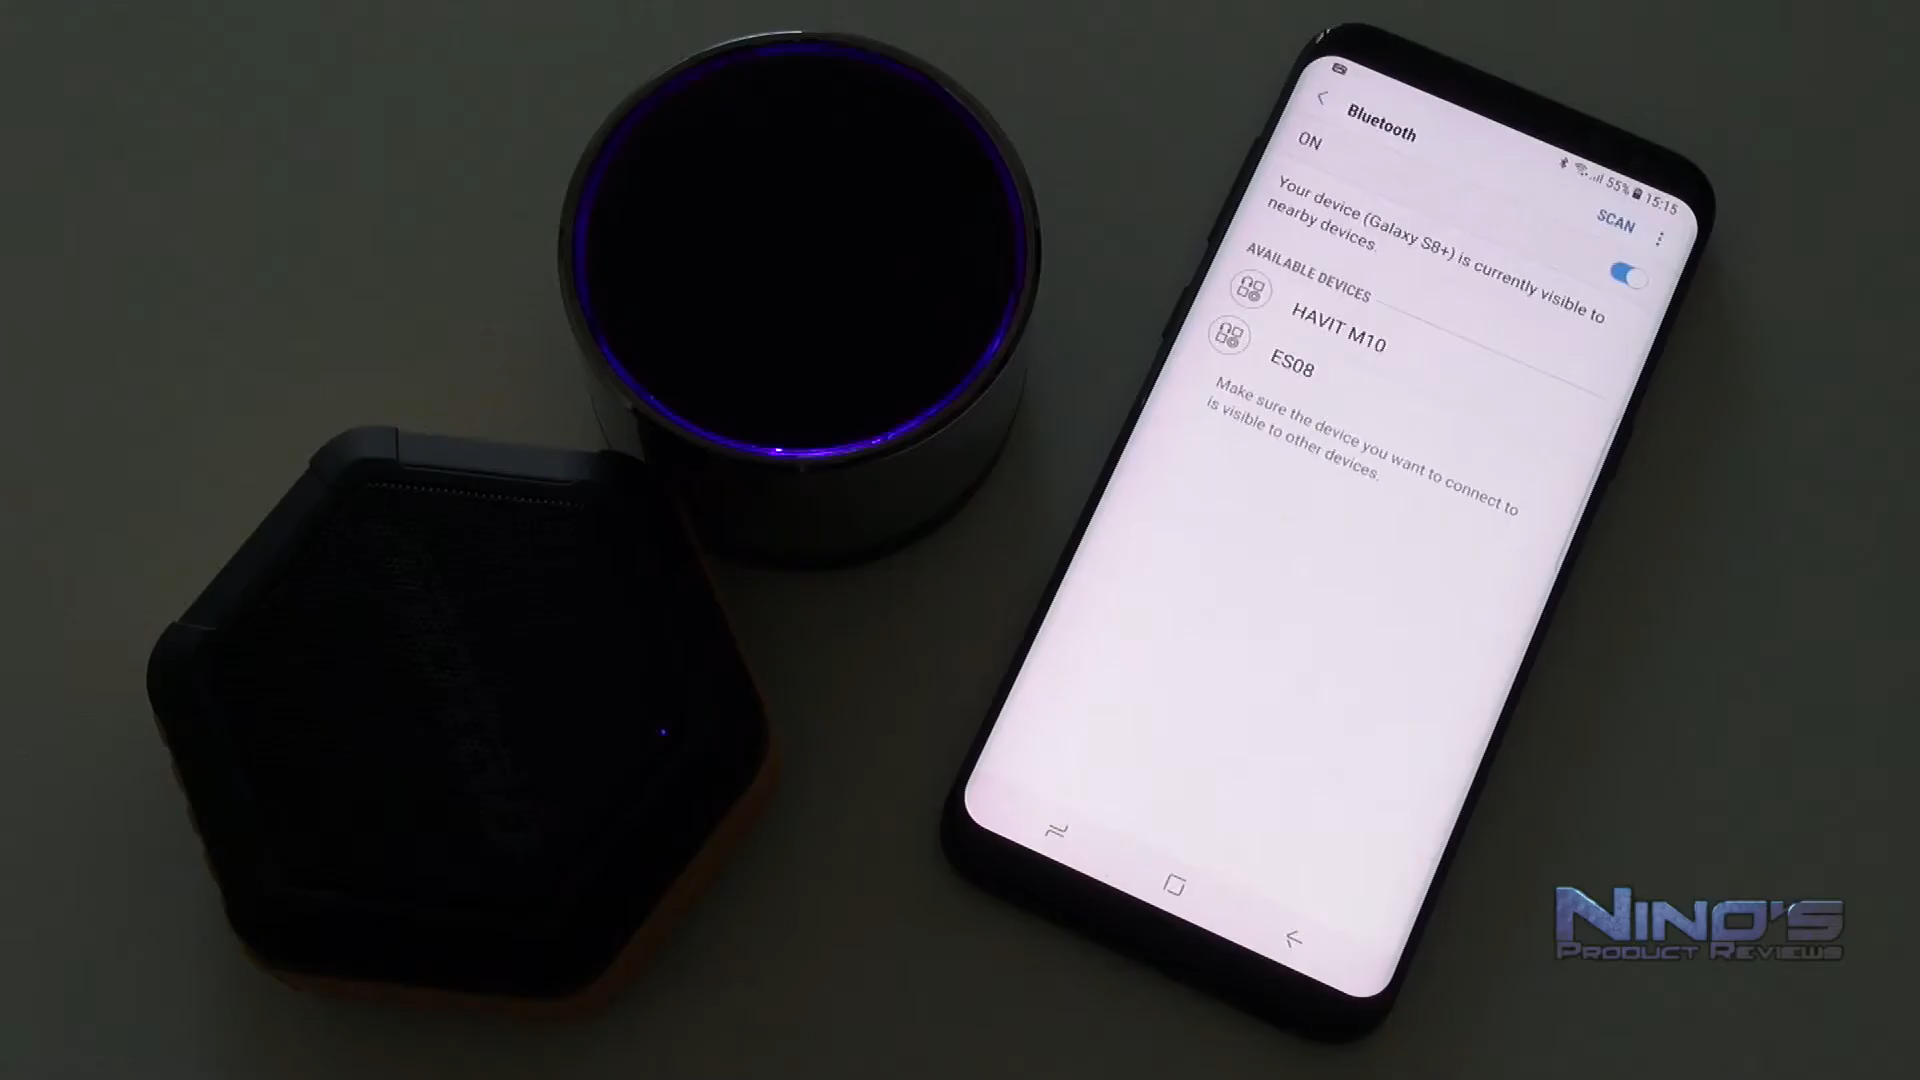 Bluetooth
55% 15:15
ON
SCAN
Your device (Galaxy S8+) is currently visible to
nearby devices.
AVAILABLE DEVICES
HAVIT M10
ES08
Make sure the device you want to connect to
is visible to other devices.
NINO'S
PRODUCT REVIEWS